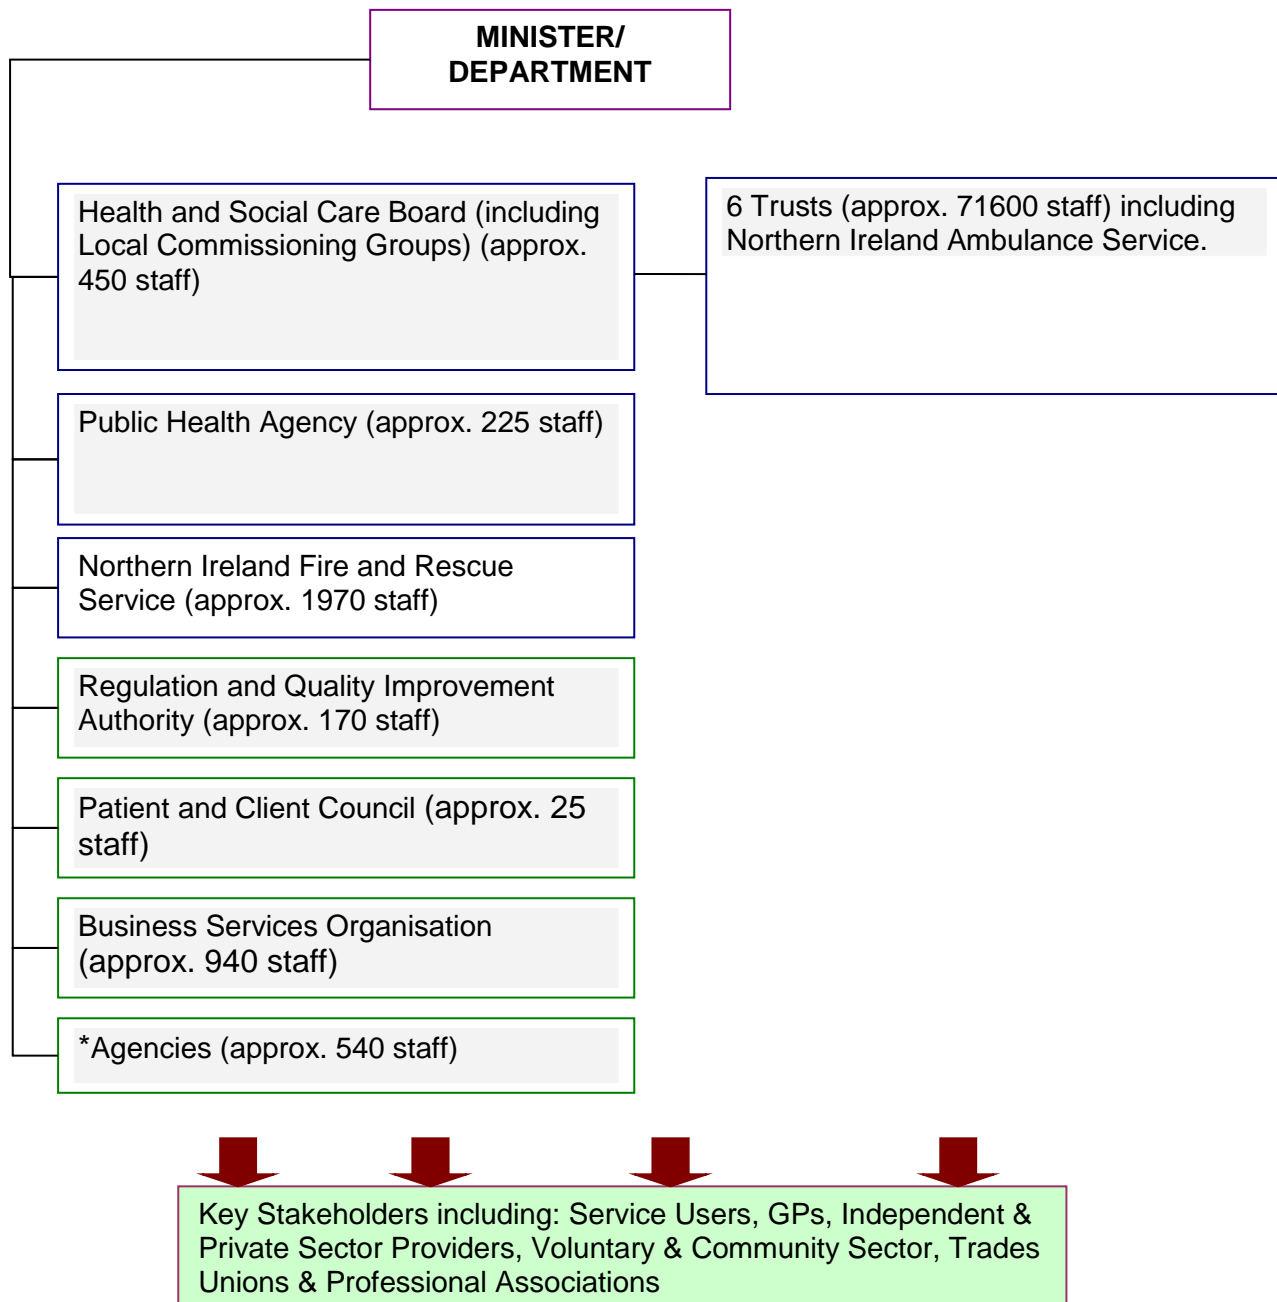 MINISTER/
DEPARTMENT
Health and Social Care Board (including
Local Commissioning Groups) (approx.
450 staff)
6 Trusts (approx. 71600 staff) including
Northern Ireland Ambulance Service.
Public Health Agency (approx. 225 staff)
Northern Ireland Fire and Rescue
Service (approx. 1970 staff)
Regulation and Quality Improvement
Authority (approx. 170 staff)
Patient and Client Council (approx. 25
staff)
Business Services Organisation
(approx. 940 staff)
*Agencies (approx. 540 staff)
Key Stakeholders including: Service Users, GPs, Independent &
Private Sector Providers, Voluntary & Community Sector, Trades
Unions & Professional Associations